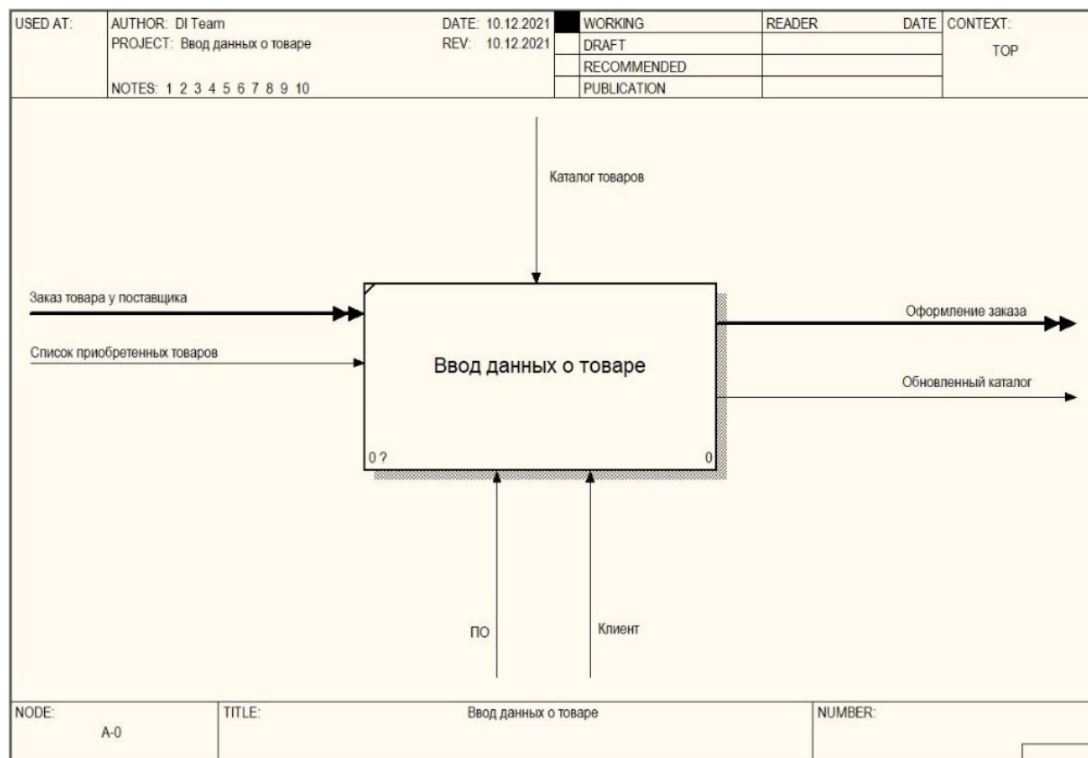 USED AT:
AUTHOR: DI Team
DATE: 10.12.2021
WORKING
READER
DATE
CONTEXT:
PROJECT: Ввод данных о товаре
REV: 10.12.2021
DRAFT
TOP
RECOMMENDED
NOTES: 1 2 3 4 5 6 7 8 9 10
PUBLICATION
Каталог товаров
Заказ товара у поставщика
Оформление заказа
Список приобретенных товаров
Ввод данных о товаре
Обновленный каталог
0 ?
0
ПО
Клиент
NODE:
TITLE:
Ввод данных о товаре
NUMBER:
A-0